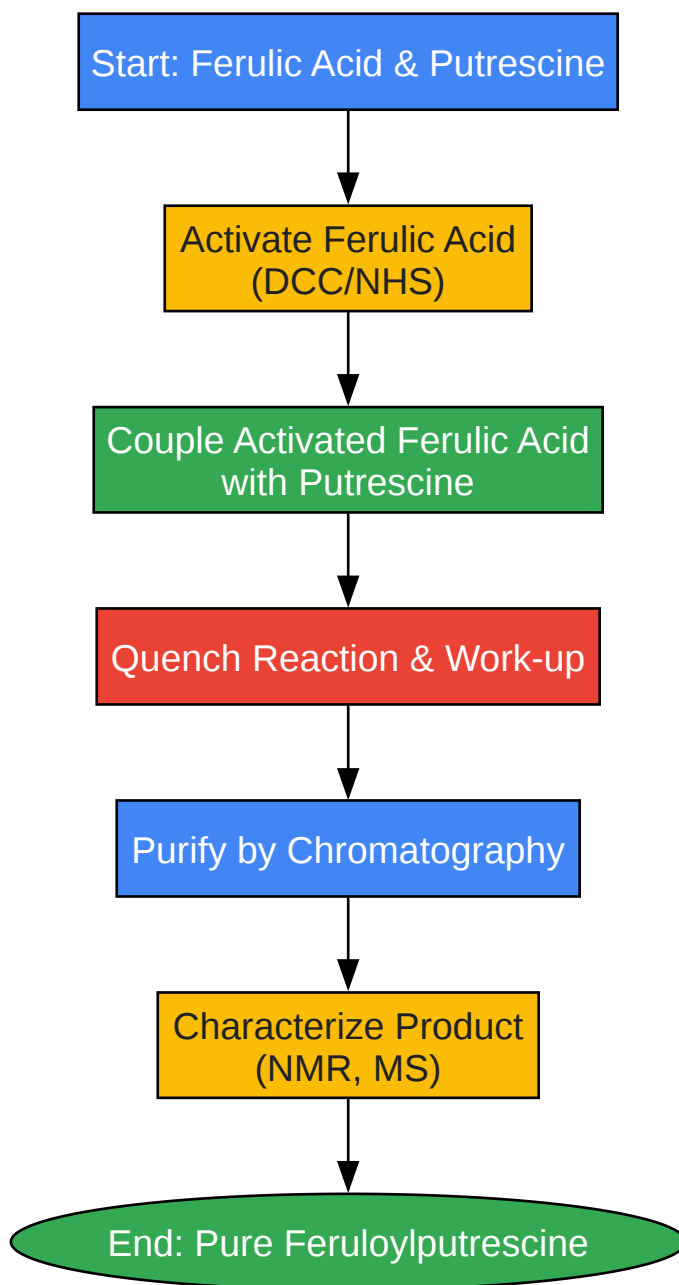 Start: Ferulic Acid & Putrescine
Activate Ferulic Acid
(DCC/NHS)
Couple Activated Ferulic Acid
with Putrescine
Quench Reaction & Work-up
Purify by Chromatography
Characterize Product
(NMR, MS)
End: Pure Feruloylputrescine